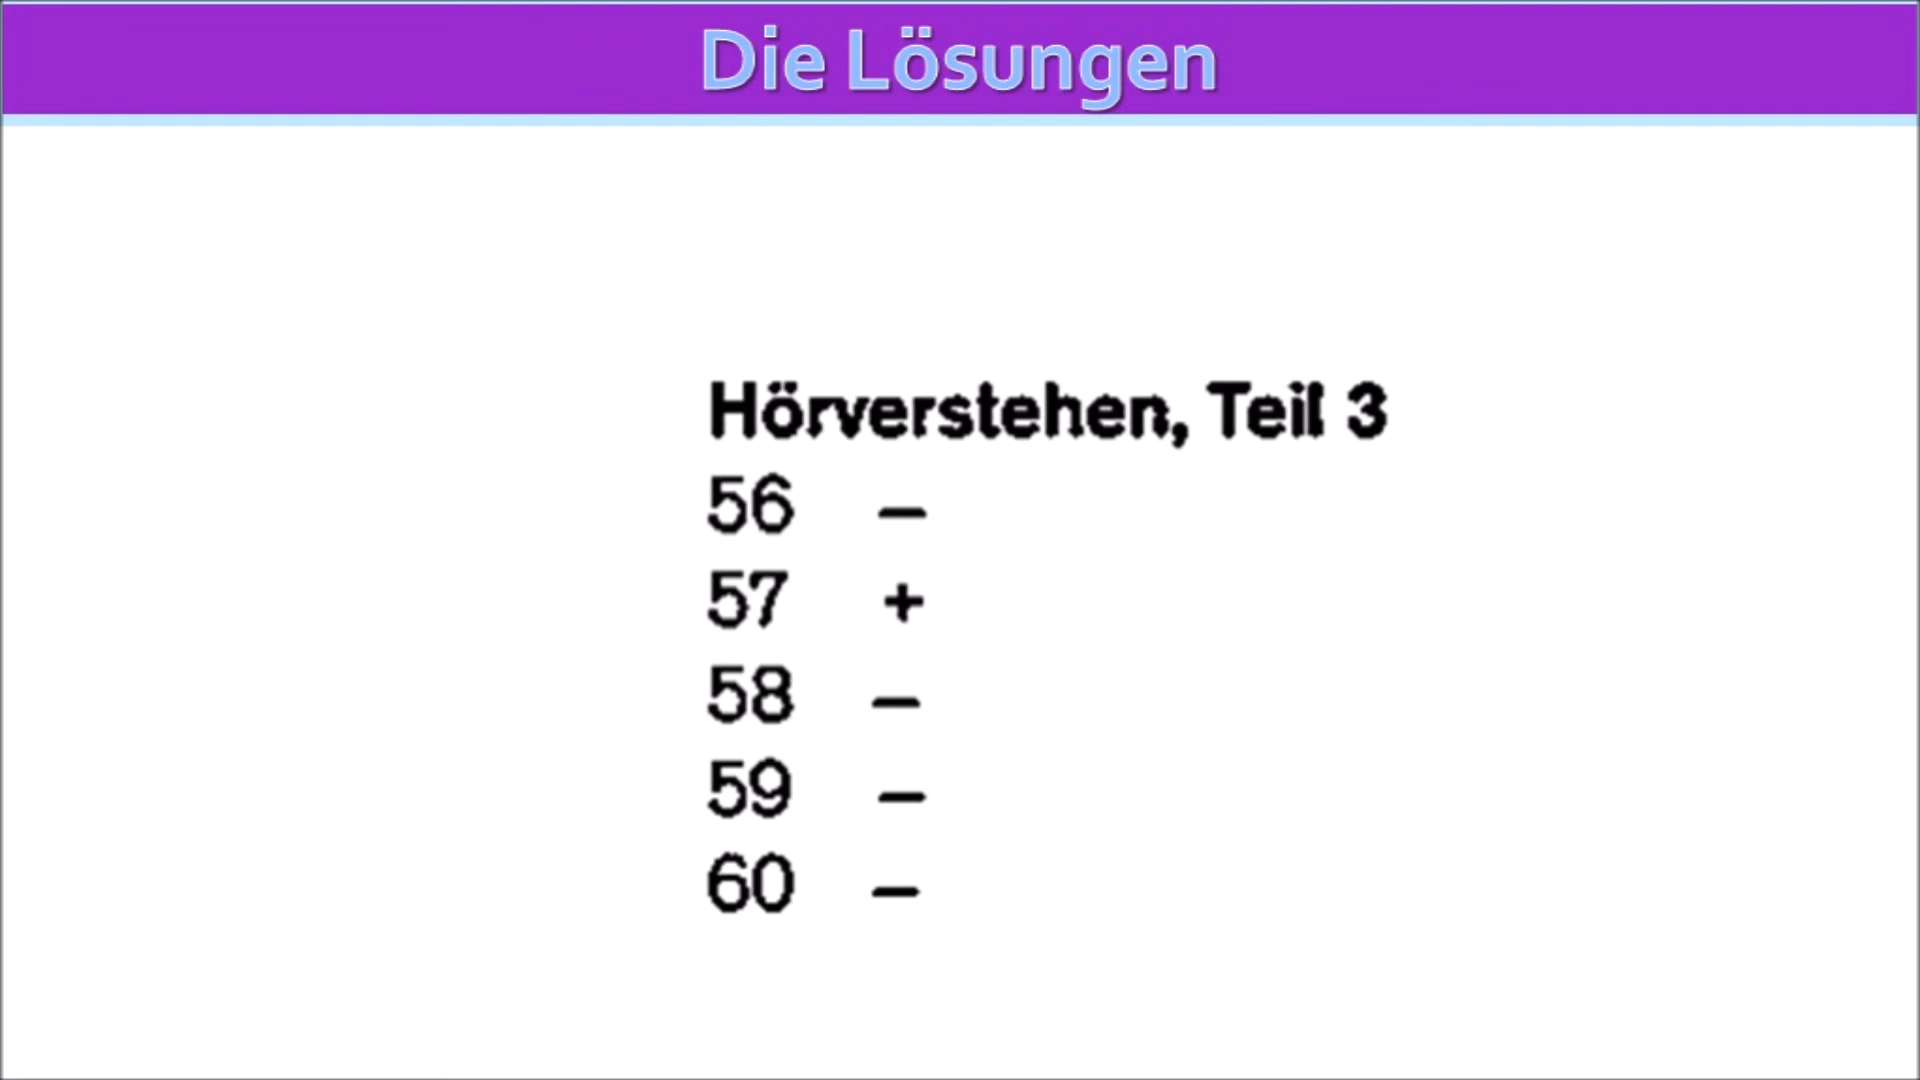 Die Lösungen
Hörverstehen, Teil 3
56 –
57 +
58 –
59 –
60 –